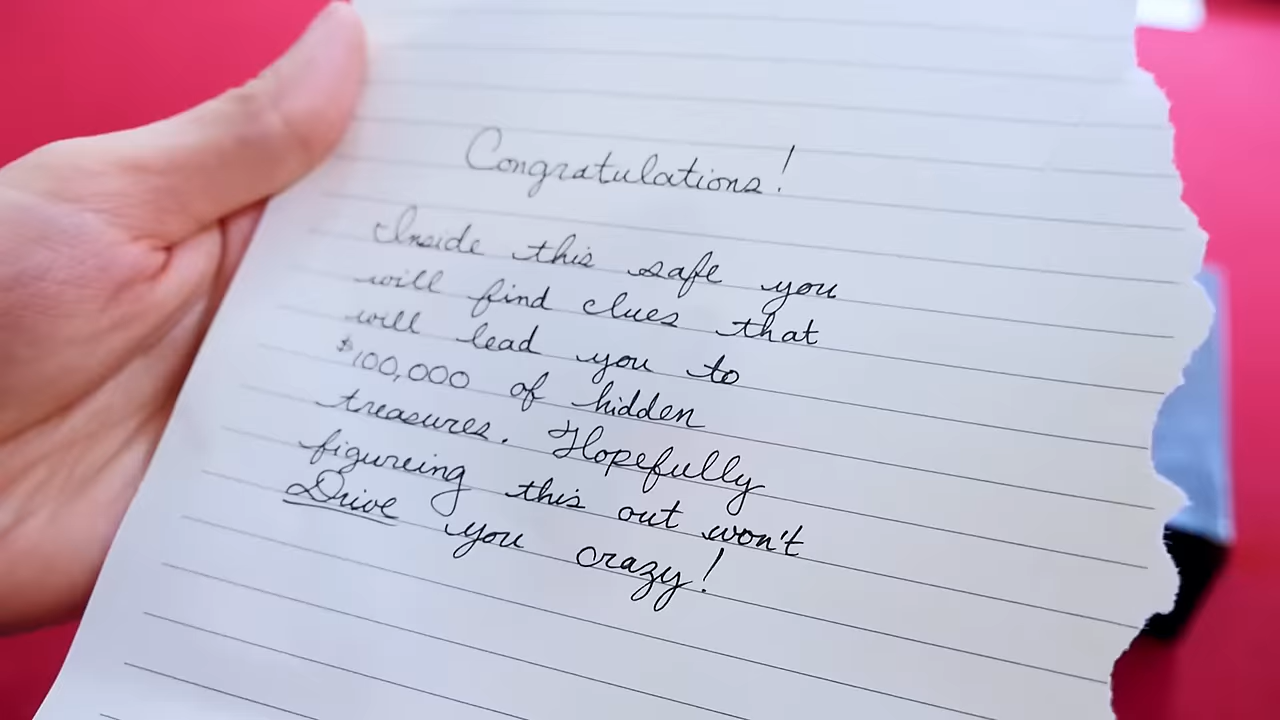 Congratulations!
Inside this safe you
will find clues that
will lead you to
$100,000 of hidden
treasures. Hopefully
figureing this out won't
Drive you crazy!